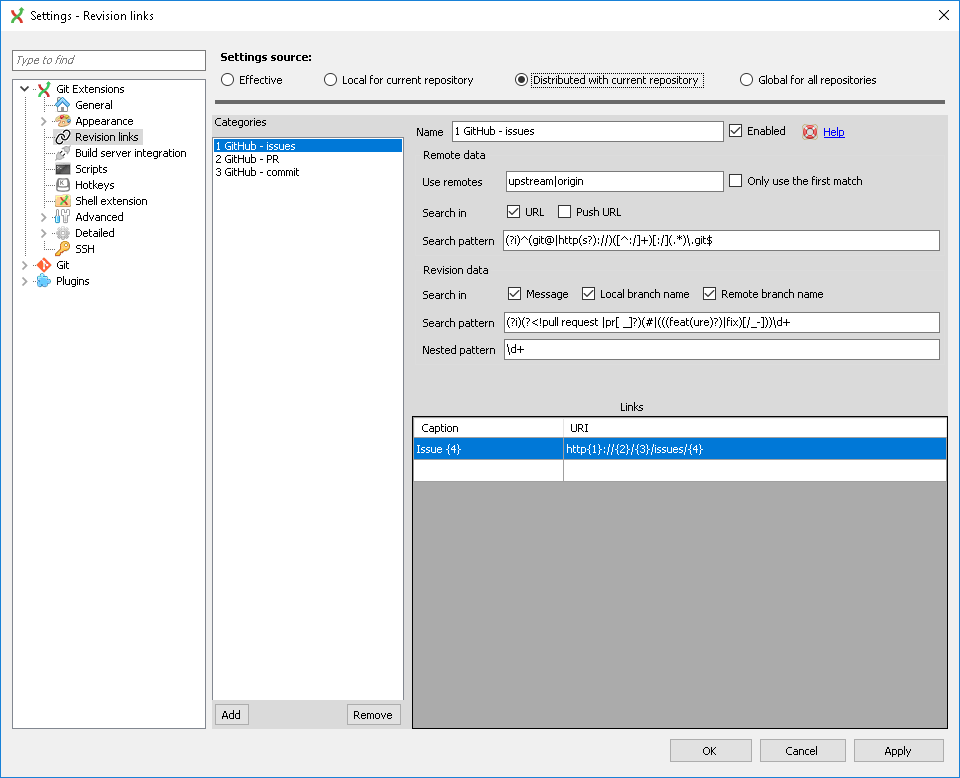 Settings - Revision links
Type to find
Git Extensions
General
Appearance
Revision links
Build server integration
Scripts
Hotkeys
Shell extension
Advanced
Detailed
SSH
Git
Plugins
Settings source:
Effective
Local for current repository
Distributed with current repository
Global for all repositories
Categories
1 GitHub - issues
2 GitHub - PR
3 GitHub - commit
Add
Remove
Name
1 GitHub - issues
Enabled
Help
Remote data
Use remotes
upstream|origin
Only use the first match
Search in
URL
Push URL
Search pattern
(?i)^(git@|http(s?)://)([^:/]+)[:/](.*)\.git$
Revision data
Search in
Message
Local branch name
Remote branch name
Search pattern
(?i)(?<!pull request |pr[ _]?)(#|(((feat(ure)?)|fix)[/_-]))\d+
Nested pattern
\d+
Links
Caption
URI
Issue {4}
http{1}://{2}/{3}/issues/{4}
OK
Cancel
Apply